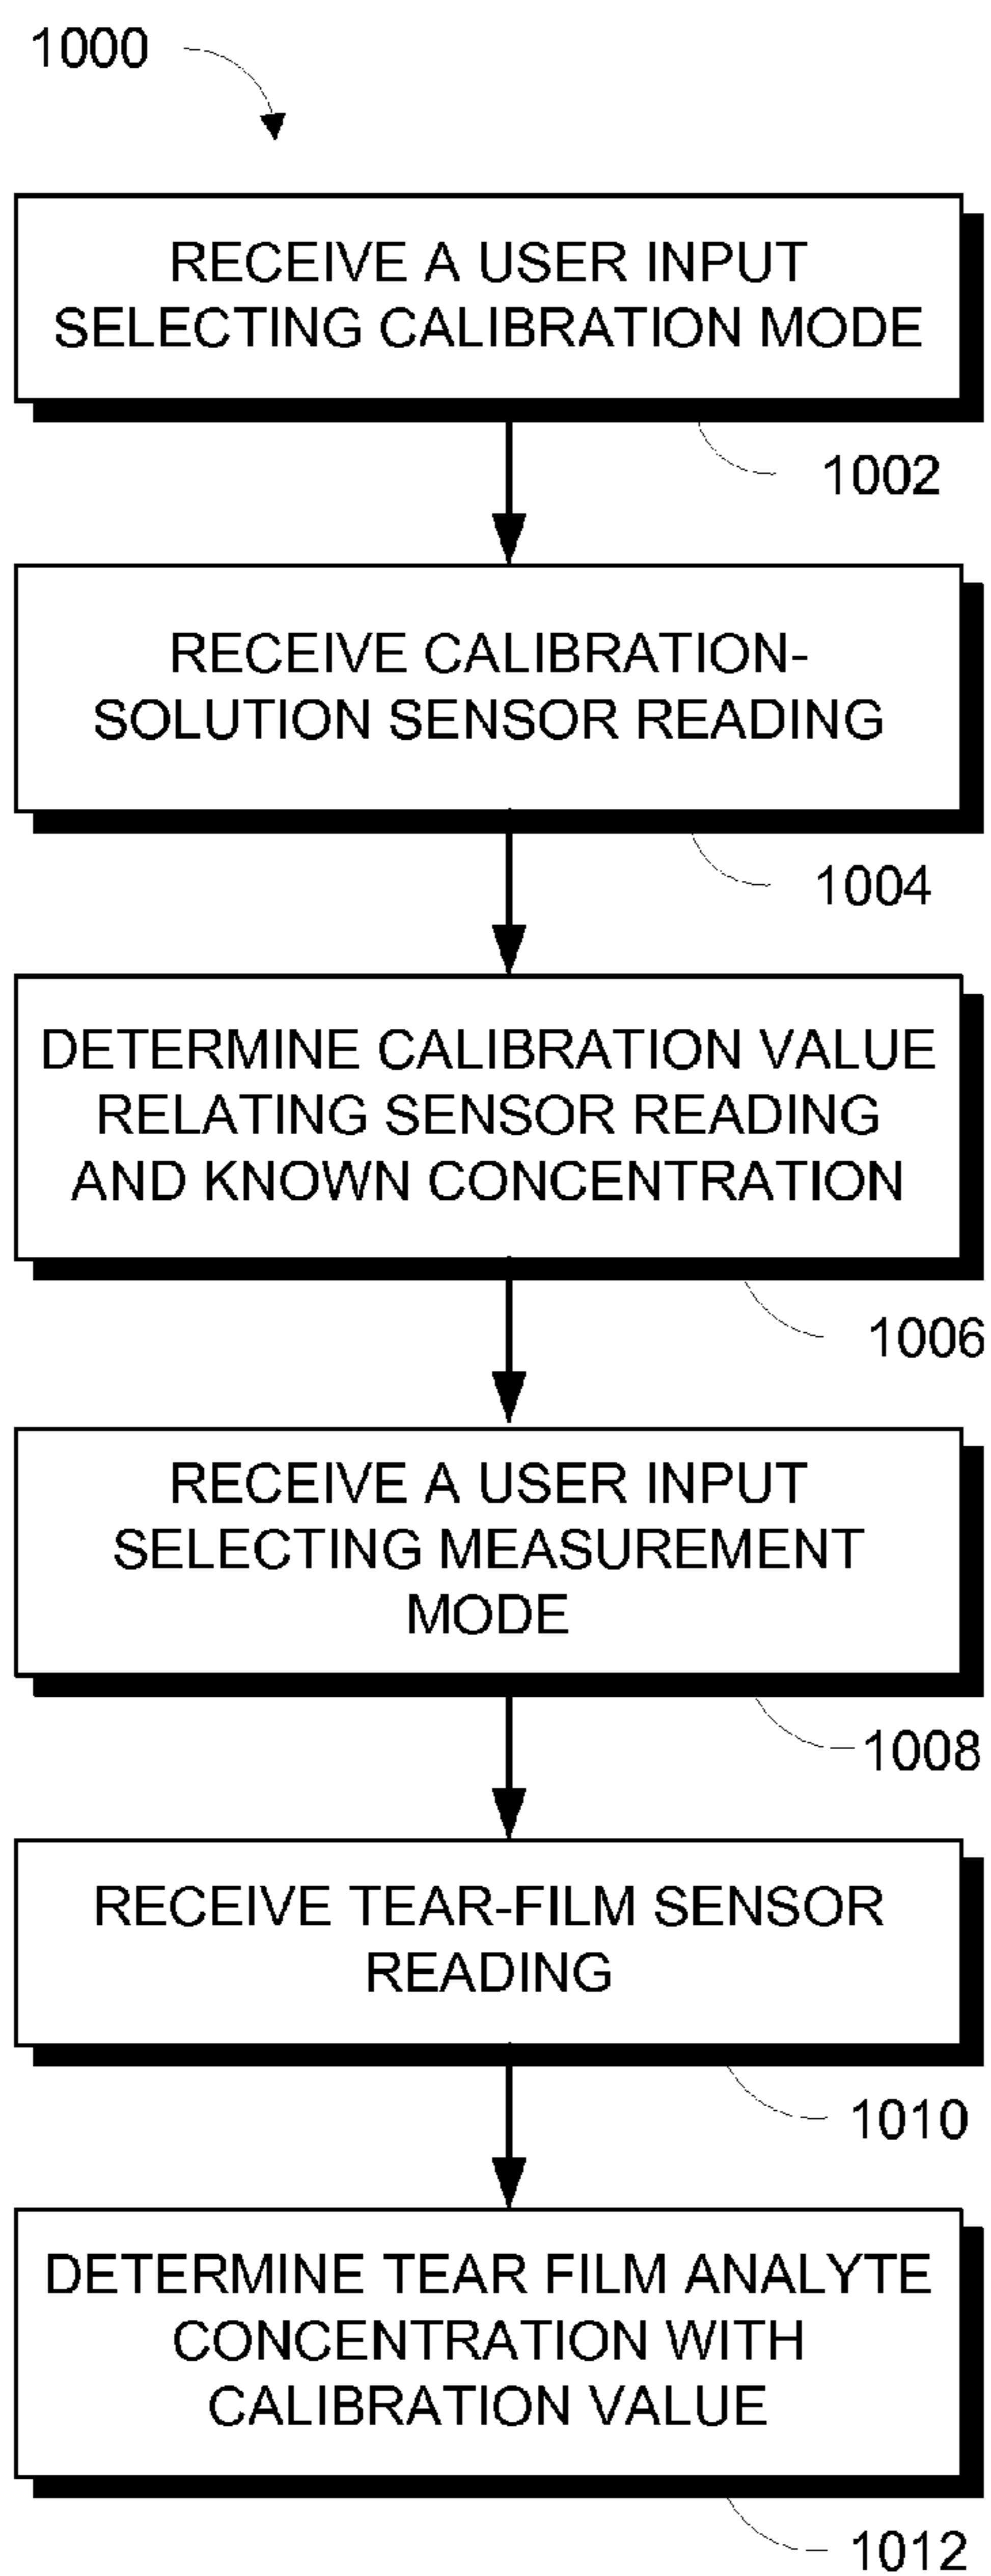 1000
RECEIVE A USER INPUT
SELECTING CALIBRATION MODE
1002
RECEIVE CALIBRATION-
SOLUTION SENSOR READING
1004
DETERMINE CALIBRATION VALUE
RELATING SENSOR READING
AND KNOWN CONCENTRATION
1006
RECEIVE A USER INPUT
SELECTING MEASUREMENT
MODE
1008
RECEIVE TEAR-FILM SENSOR
READING
1010
DETERMINE TEAR FILM ANALYTE
CONCENTRATION WITH
CALIBRATION VALUE
1012